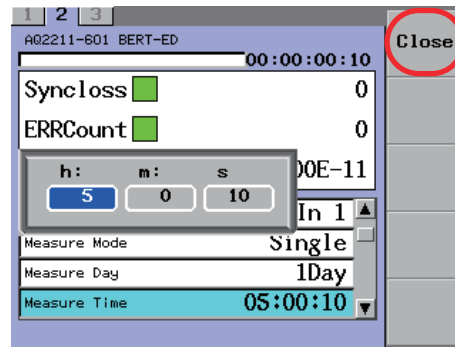 1 2 3
AQ2211-601 BERT-ED
Close
00:00:00:10
Syncloss 0
ERRCount 0
h: m: s
00E-11
5 0 10
In 1
Measure Mode Single
Measure Day 1Day
Measure Time 05:00:10